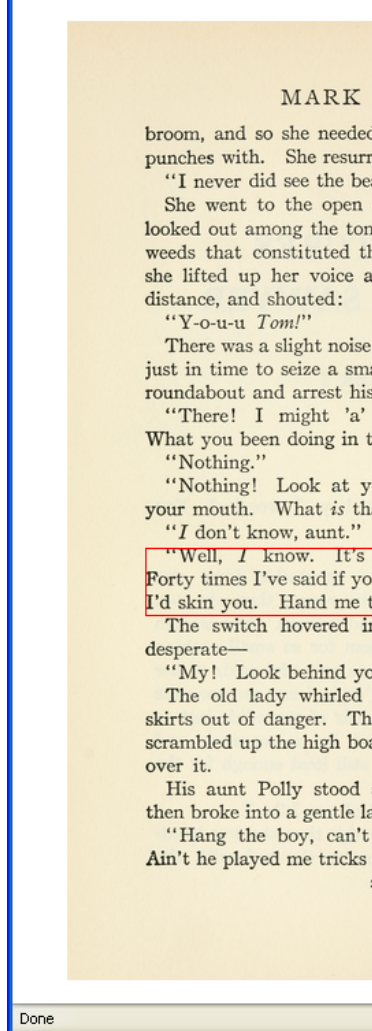 MARK
broom, and so she needed
punches with. She resurr
“I never did see the bea
She went to the open
looked out among the tom
weeds that constituted th
she lifted up her voice a
distance, and shouted:
“Y-o-u-u Tom!”
There was a slight noise
just in time to seize a sma
roundabout and arrest his
“There! I might 'a'
What you been doing in t
“Nothing.”
“Nothing! Look at y
your mouth. What is tha
“I don't know, aunt.”
“Well, I know. It's
Forty times I've said if yo
I'd skin you. Hand me t
The switch hovered in
desperate—
“My! Look behind yo
The old lady whirled
skirts out of danger. Th
scrambled up the high boa
over it.
His aunt Polly stood
then broke into a gentle la
“Hang the boy, can't
Ain't he played me tricks
Done